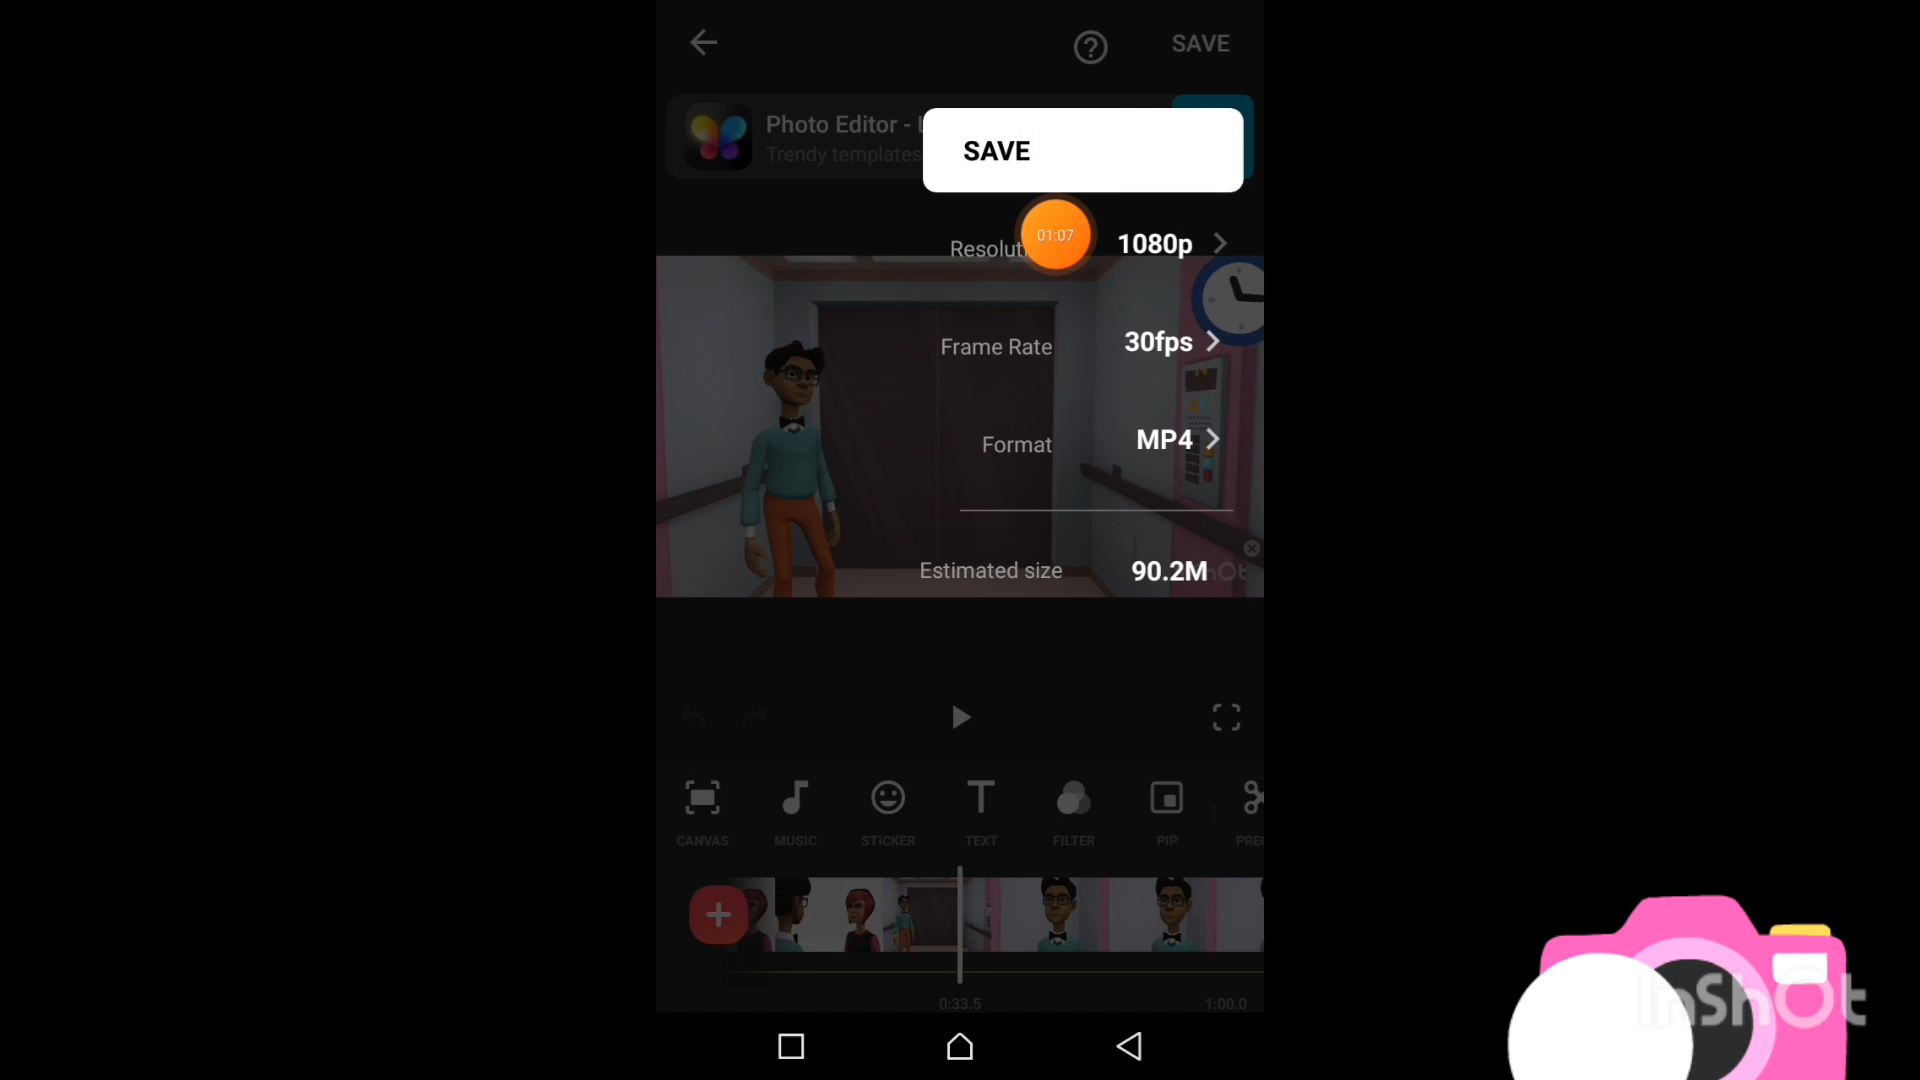 SAVE
Photo Editor -
Trendy templates
SAVE
01:07
1080p
Frame Rate
30fps
Format
MP4
Estimated size
90.2M
CANVAS
MUSIC
STICKER
TEXT
FILTER
PIP
0:33.5
1:00.0
InShOt